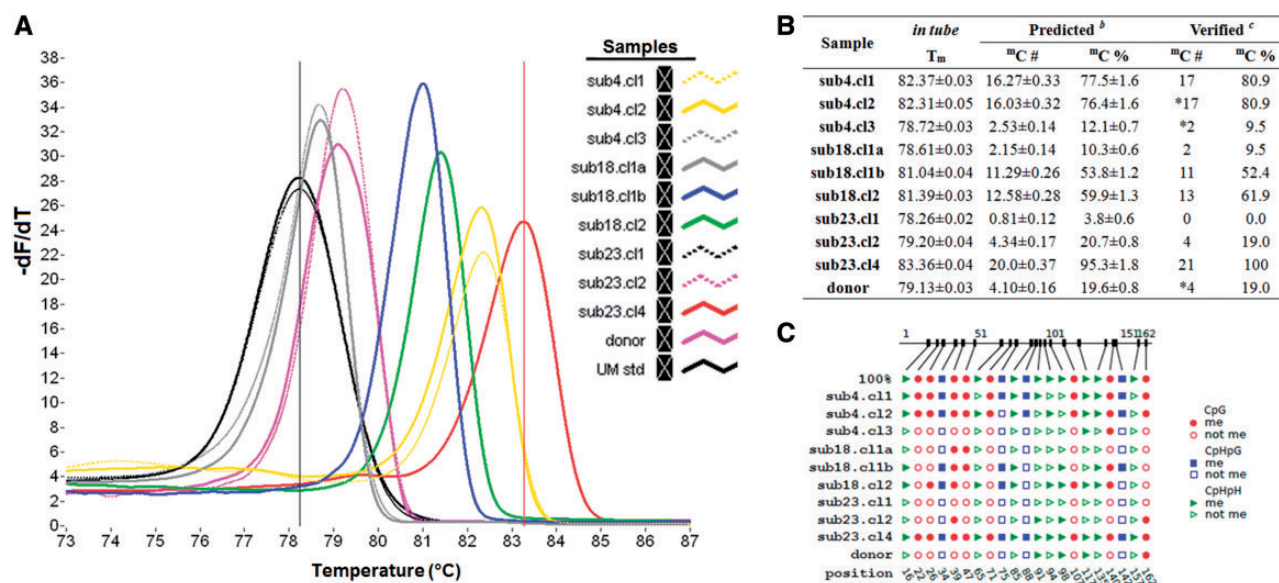 A
Samples
38
36
34
32
30
28
26
24
22
20
18
16
14
12
10
8
6
4
2
0
-dF/dT
sub4.cl1
sub4.cl2
sub4.cl3
sub18.cl1a
sub18.cl1b
sub18.cl2
sub23.cl1
sub23.cl2
sub23.cl4
donor
UM std
73 74 75 76 77 78 79 80 81 82 83 84 85 86 87
Temperature (°C)
B
Sample in tube Predicted b Verified c
Tm mC # mC % mC # mC %
sub4.cl1 82.37±0.03 16.27±0.33 77.5±1.6 17 80.9
sub4.cl2 82.31±0.05 16.03±0.32 76.4±1.6 *17 80.9
sub4.cl3 78.72±0.03 2.53±0.14 12.1±0.7 *2 9.5
sub18.cl1a 78.61±0.03 2.15±0.14 10.3±0.6 2 9.5
sub18.cl1b 81.04±0.04 11.29±0.26 53.8±1.2 11 52.4
sub18.cl2 81.39±0.03 12.58±0.28 59.9±1.3 13 61.9
sub23.cl1 78.26±0.02 0.81±0.12 3.8±0.6 0 0.0
sub23.cl2 79.20±0.04 4.34±0.17 20.7±0.8 4 19.0
sub23.cl4 83.36±0.04 20.0±0.37 95.3±1.8 21 100
donor 79.13±0.03 4.10±0.16 19.6±0.8 *4 19.0
C
1 51 101 151 162
100%
sub4.cl1
sub4.cl2
sub4.cl3
sub18.cl1a
sub18.cl1b
sub18.cl2
sub23.cl1
sub23.cl2
sub23.cl4
donor
position 16 22 26 34 39 47 65 71 75 85 88 94 98
CpG
me
not me
CpHpG
me
not me
CpHpH
me
not me